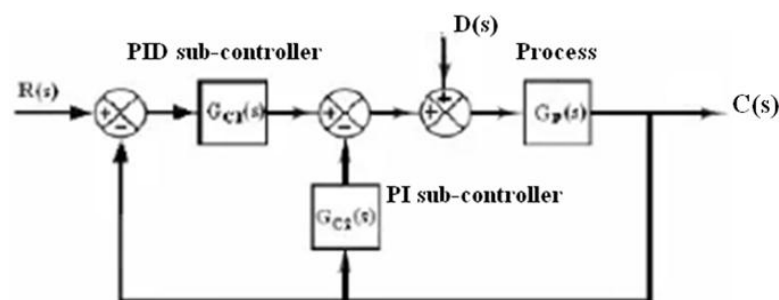 D(s)
PID sub-controller
Process
R(s)
+
−
G_C1(s)
+
−
+
+
G_P(s)
C(s)
G_C2(s)
PI sub-controller